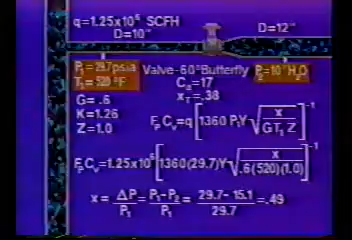 q=1.25x10⁶ SCFH
D=10"
D=12"
P₁=29.7psia
T₁=520°F
Valve-60°Butterfly
P₂=10"H₂O
G=.6
K=1.26
Z=1.0
C_d=17
x_T=.38
F_pC_v=q[1360 P₁Y√(x/GT₁Z)]⁻¹
F_pC_v=1.25x10⁶[1360(29.7)Y√(x/.6(520)(1.0))]⁻¹
x = ΔP/P₁ = P₁-P₂/P₁ = 29.7-15.1/29.7 =.49